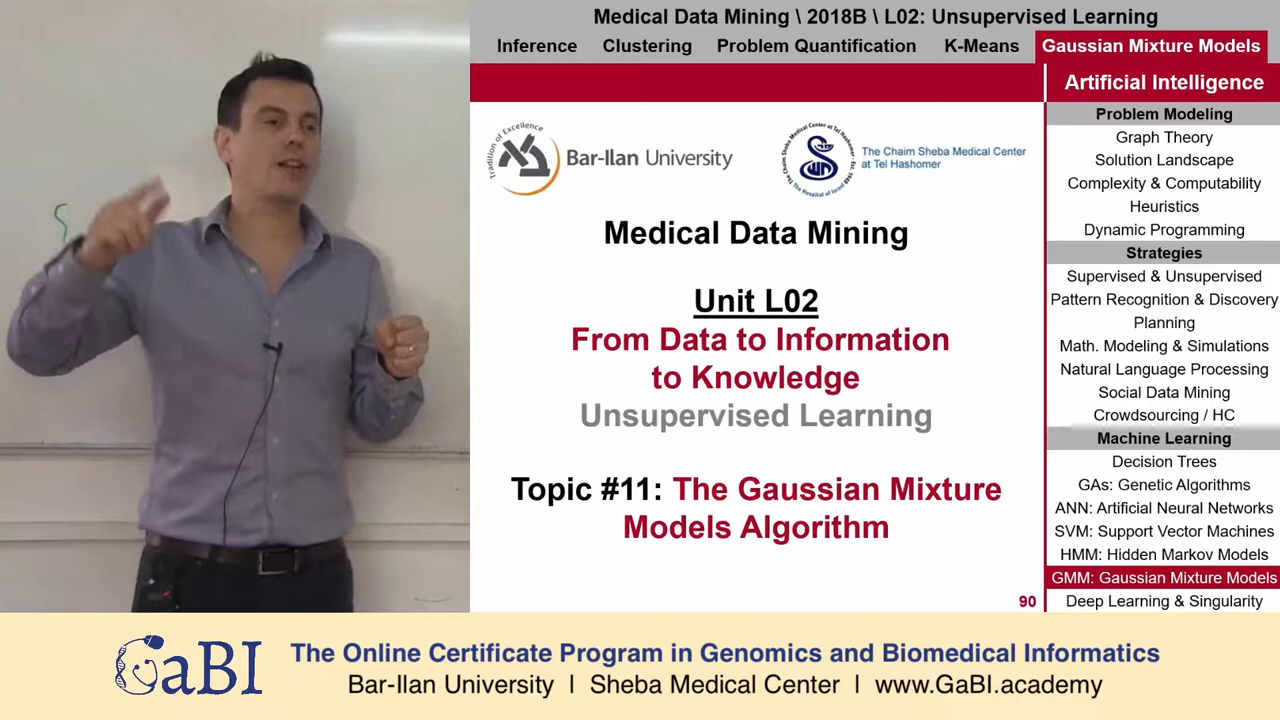 Medical Data Mining \ 2018B \ L02: Unsupervised Learning
Inference Clustering Problem Quantification K-Means Gaussian Mixture Models
Artificial Intelligence
Problem Modeling
Graph Theory
Solution Landscape
Complexity & Computability
Heuristics
Dynamic Programming
Strategies
Supervised & Unsupervised
Pattern Recognition & Discovery
Planning
Math. Modeling & Simulations
Natural Language Processing
Social Data Mining
Crowdsourcing / HC
Machine Learning
Decision Trees
GAs: Genetic Algorithms
ANN: Artificial Neural Networks
SVM: Support Vector Machines
HMM: Hidden Markov Models
GMM: Gaussian Mixture Models
Deep Learning & Singularity
Tradition of Excellence
Bar-Ilan University
The Chaim Sheba Medical Center
at Tel Hashomer
Medical Data Mining
Unit L02
From Data to Information
to Knowledge
Unsupervised Learning
Topic #11: The Gaussian Mixture
Models Algorithm
90
GaBI
The Online Certificate Program in Genomics and Biomedical Informatics
Bar-Ilan University | Sheba Medical Center | www.GaBI.academy